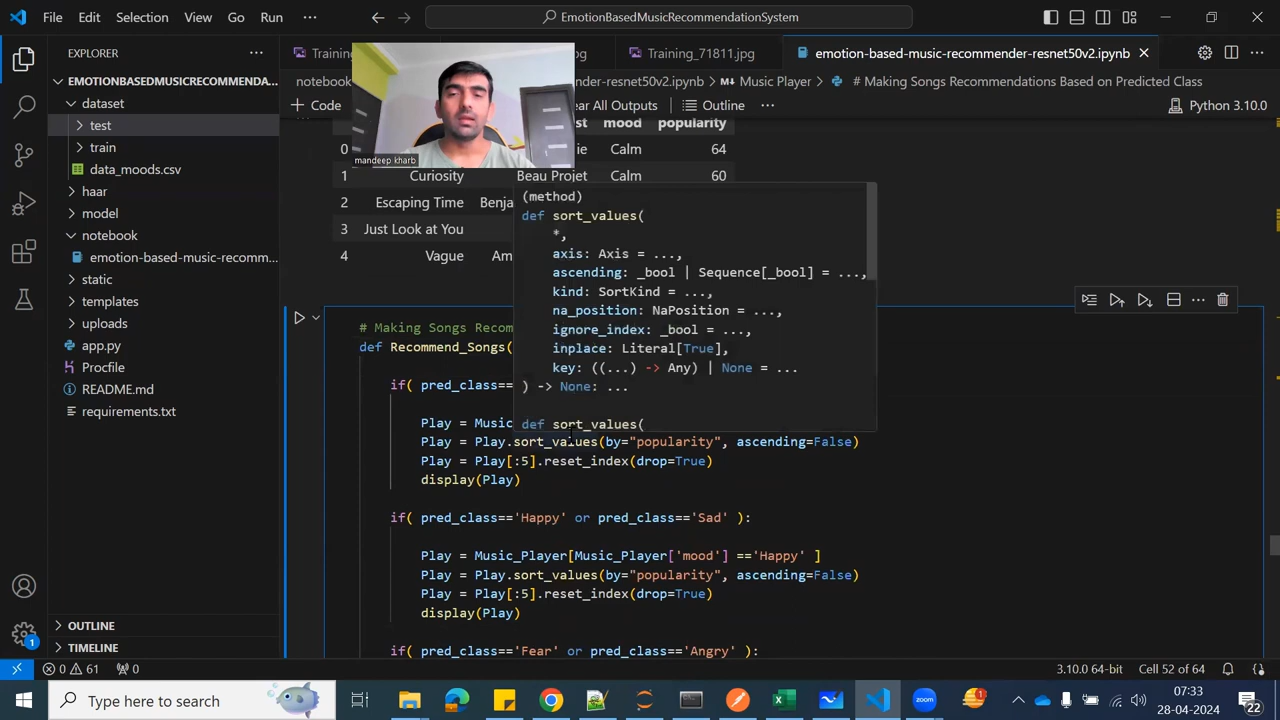 File Edit Selection View Go Run ··· EmotionBasedMusicRecommendationSystem
EXPLORER ···
EMOTIONBASEDMUSICRECOMMENDA...
dataset
test
train
data_moods.csv
haar
model
notebook
emotion-based-music-recomm...
static
templates
uploads
app.py
Procfile
README.md
requirements.txt
OUTLINE
TIMELINE
Training_71811.jpg
emotion-based-music-recommender-resnet50v2.ipynb
-recommender-resnet50v2.ipynb > Music Player > # Making Songs Recommendations Based on Predicted Class
+ Code
Clear All Outputs Outline ··· Python 3.10.0
mandeep kharb
mood popularity
0 Calm 64
1 Curiosity Beau Projet Calm 60
2 Escaping Time Benja
3 Just Look at You
4 Vague Am
(method)
def sort_values(
*,
axis: Axis = ...,
ascending: _bool | Sequence[_bool] = ...,
kind: SortKind = ...,
na_position: NaPosition = ...,
ignore_index: _bool = ...,
inplace: Literal[True],
key: ((...) -> Any) | None = ...
) -> None: ...
def sort_values(
# Making Songs Recom
def Recommend_Songs(
if( pred_class==
Play = Music
Play = Play.sort_values(by="popularity", ascending=False)
Play = Play[:5].reset_index(drop=True)
display(Play)
if( pred_class=='Happy' or pred_class=='Sad' ):
Play = Music_Player[Music_Player['mood'] =='Happy' ]
Play = Play.sort_values(by="popularity", ascending=False)
Play = Play[:5].reset_index(drop=True)
display(Play)
if( pred_class=='Fear' or pred_class=='Angry' ):
0 61 0 3.10.0 64-bit Cell 52 of 64
Type here to search
zoom
1
07:33
28-04-2024
22